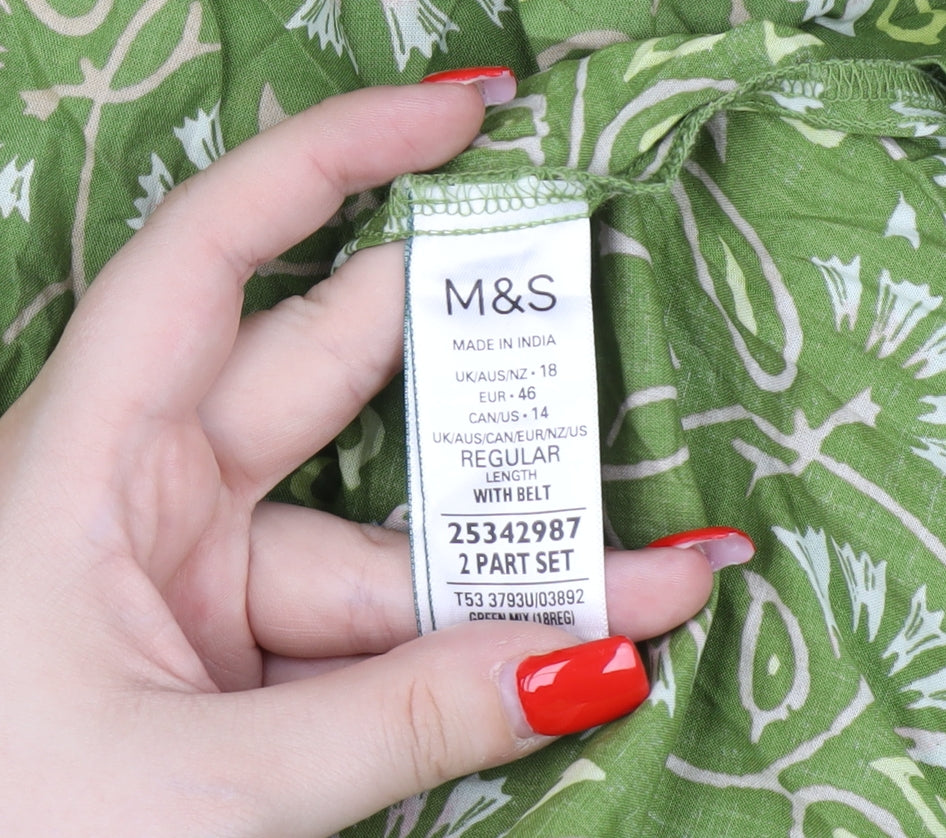 M&S
MADE IN INDIA
UK/AUS/NZ • 18
EUR • 46
CAN/US • 14
UK/AUS/CAN/EUR/NZ/US
REGULAR
LENGTH
WITH BELT
25342987
2 PART SET
T53 3793U/03892
GREEN MIX (18REG)